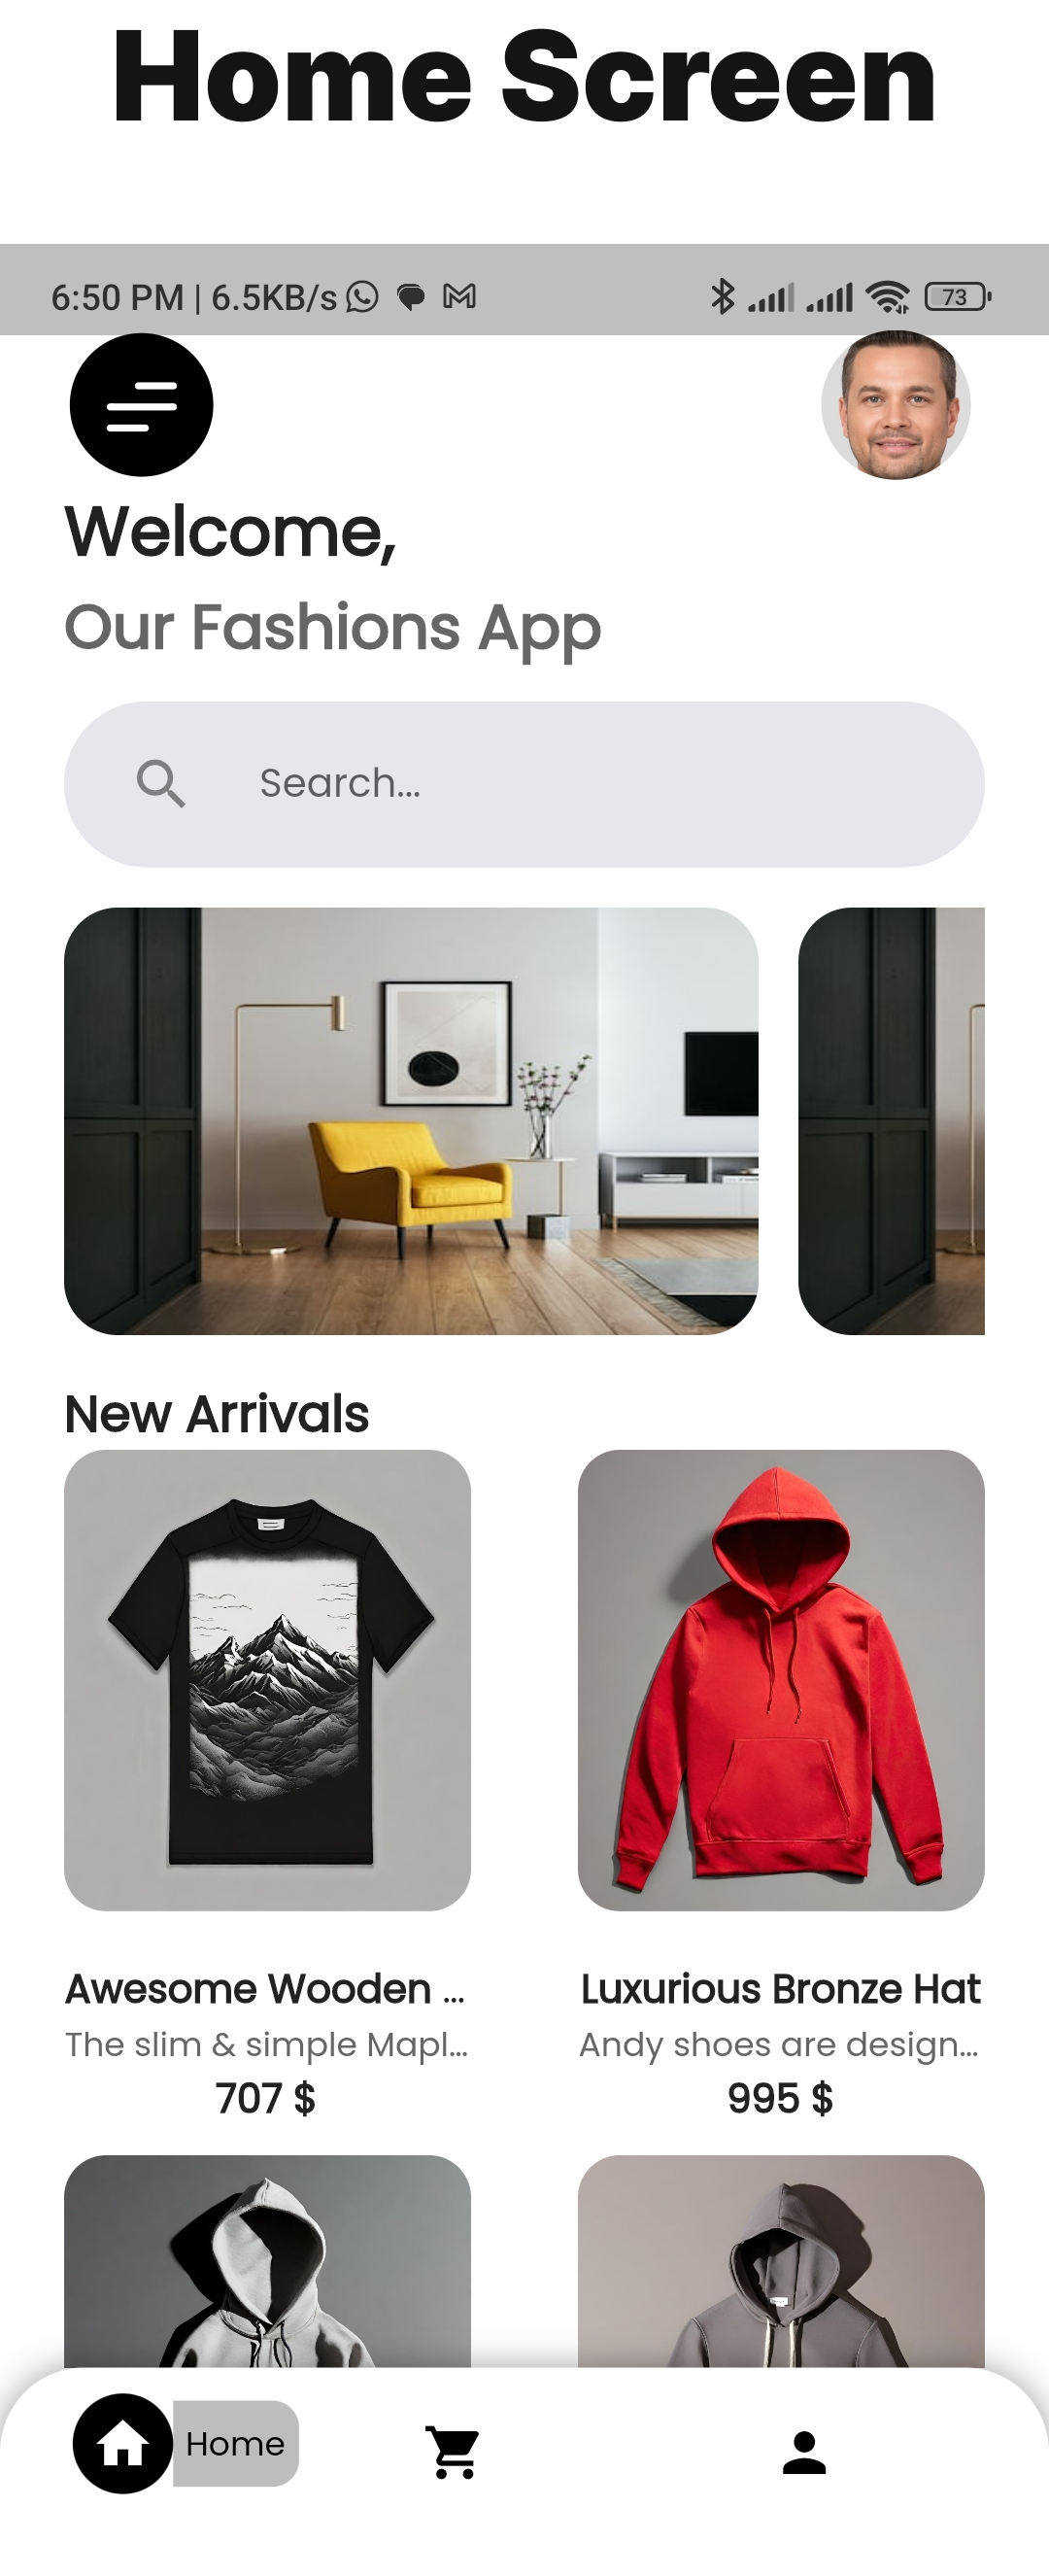 Home Screen
6:50 PM | 6.5KB/s
73
Welcome,
Our Fashions App
Search...
New Arrivals
Awesome Wooden ...
Luxurious Bronze Hat
The slim & simple Mapl...
Andy shoes are design...
707 $
995 $
Home